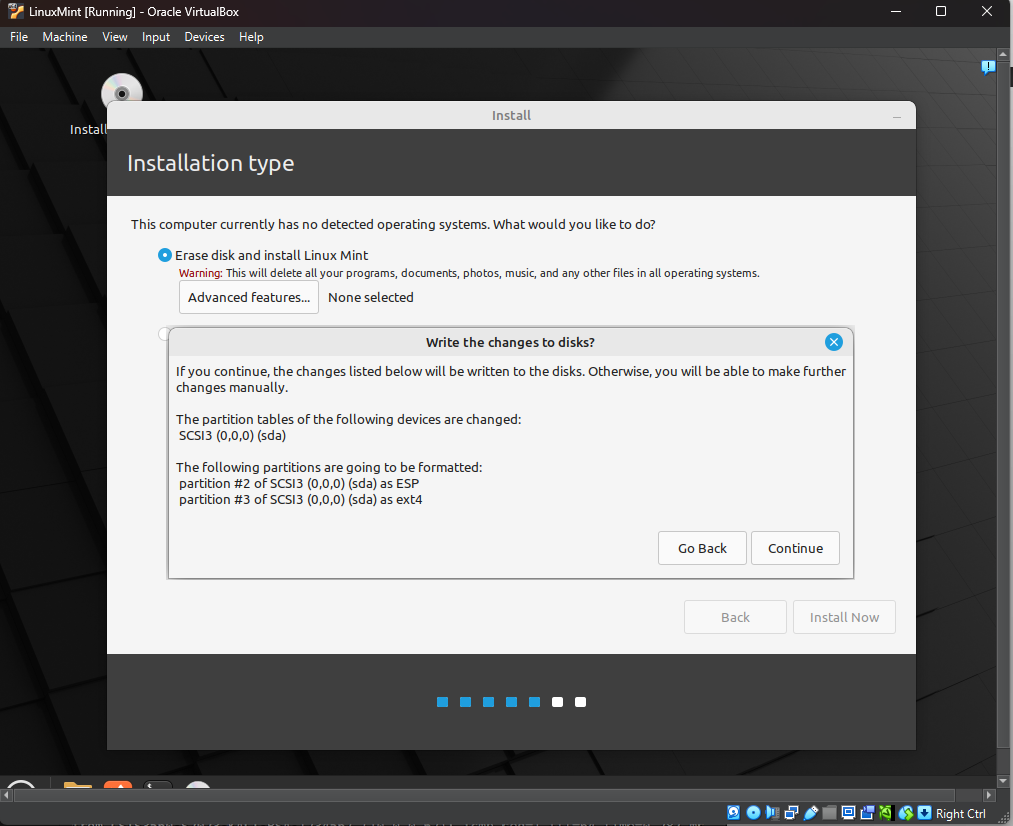 LinuxMint [Running] - Oracle VirtualBox
File Machine View Input Devices Help
Install
Install
Installation type
This computer currently has no detected operating systems. What would you like to do?
Erase disk and install Linux Mint
Warning: This will delete all your programs, documents, photos, music, and any other files in all operating systems.
Advanced features... None selected
Write the changes to disks?
If you continue, the changes listed below will be written to the disks. Otherwise, you will be able to make further
changes manually.
The partition tables of the following devices are changed:
SCSI3 (0,0,0) (sda)
The following partitions are going to be formatted:
partition #2 of SCSI3 (0,0,0) (sda) as ESP
partition #3 of SCSI3 (0,0,0) (sda) as ext4
Go Back Continue
Back Install Now
Right Ctrl